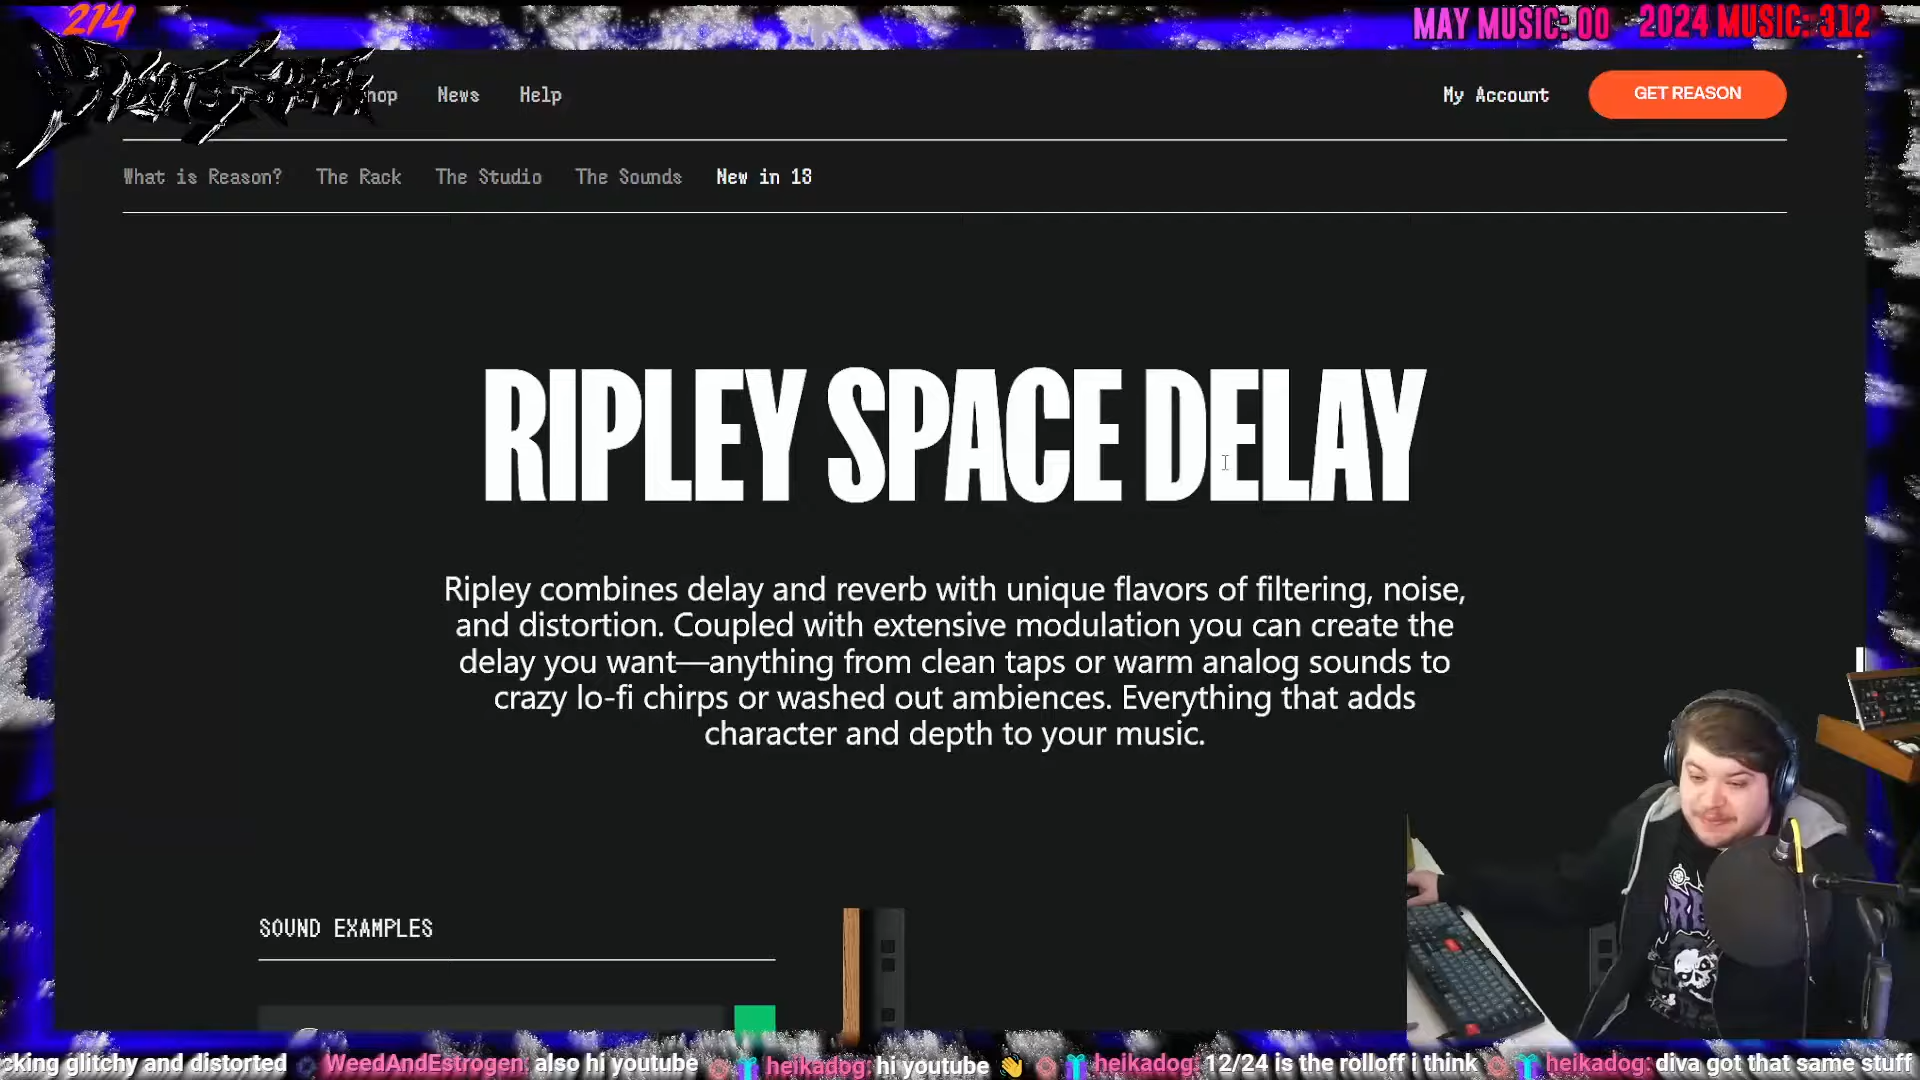 214
MAY MUSIC: 00 2024 MUSIC: 312
hop News Help My Account GET REASON
What is Reason? The Rack The Studio The Sounds New in 13
RIPLEY SPACE DELAY
Ripley combines delay and reverb with unique flavors of filtering, noise,
and distortion. Coupled with extensive modulation you can create the
delay you want—anything from clean taps or warm analog sounds to
crazy lo-fi chirps or washed out ambiences. Everything that adds
character and depth to your music.
SOUND EXAMPLES
cking glitchy and distorted WeedAndEstrogen: also hi youtube heikadog: hi youtube 👋 heikadog: 12/24 is the rolloff i think heikadog: diva got that same stuff